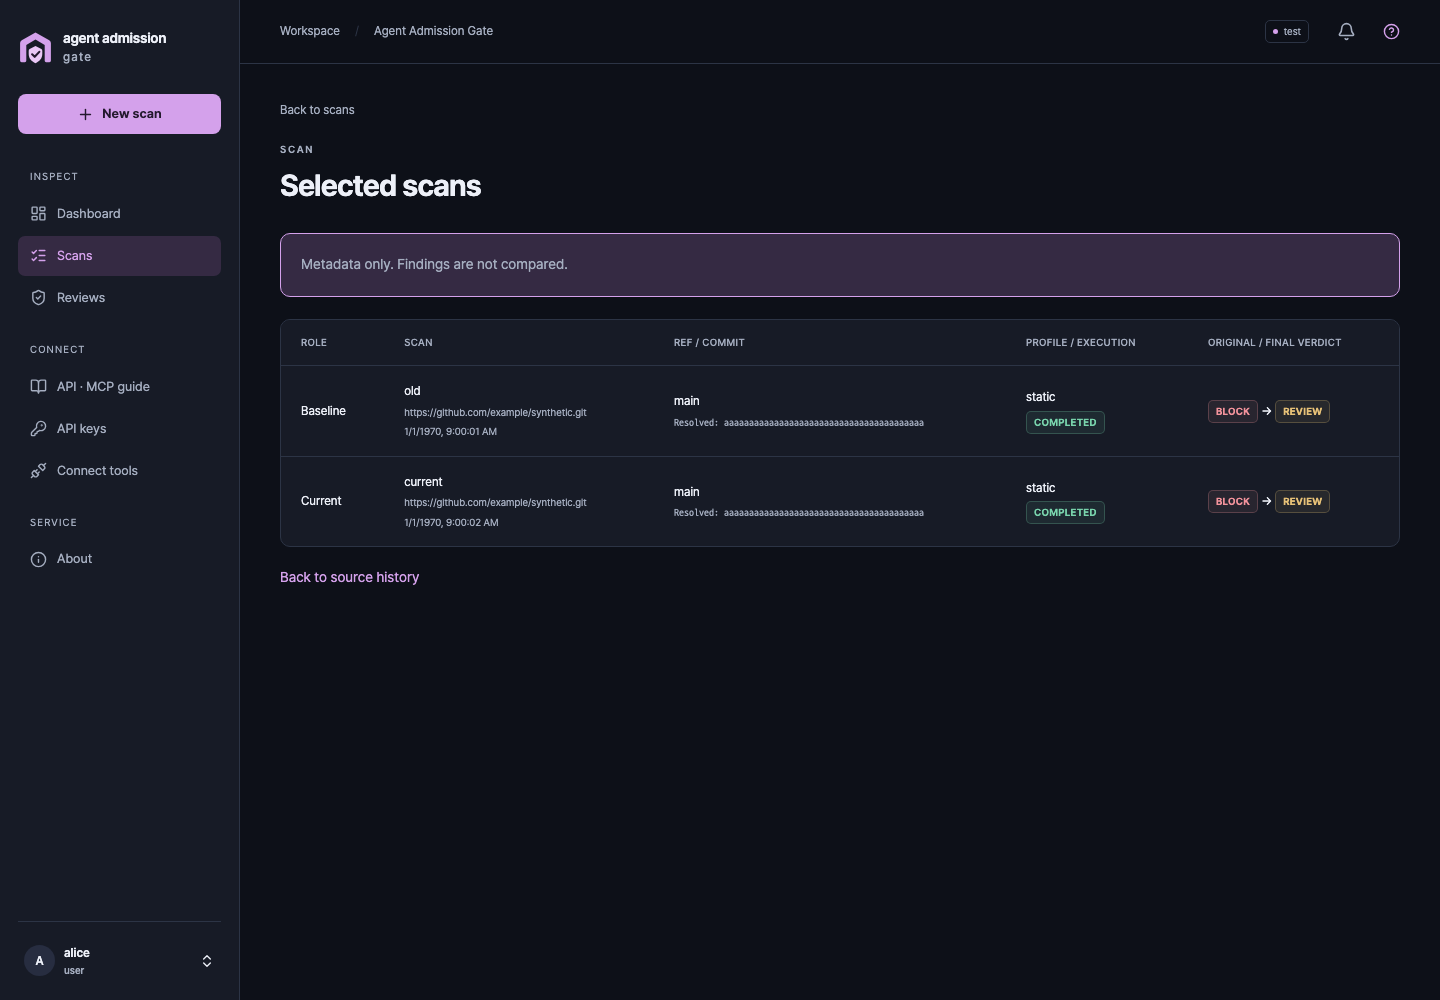 agent admission
gate
New scan
INSPECT
Dashboard
Scans
Reviews
CONNECT
API · MCP guide
API keys
Connect tools
SERVICE
About
A
alice
user
Workspace / Agent Admission Gate
test
Back to scans
SCAN
Selected scans
Metadata only. Findings are not compared.
ROLE SCAN REF / COMMIT PROFILE / EXECUTION ORIGINAL / FINAL VERDICT
Baseline
old
https://github.com/example/synthetic.git
1/1/1970, 9:00:01 AM
main
Resolved: aaaaaaaaaaaaaaaaaaaaaaaaaaaaaaaaaaaaaaaa
static
COMPLETED
BLOCK → REVIEW
Current
current
https://github.com/example/synthetic.git
1/1/1970, 9:00:02 AM
main
Resolved: aaaaaaaaaaaaaaaaaaaaaaaaaaaaaaaaaaaaaaaa
static
COMPLETED
BLOCK → REVIEW
Back to source history